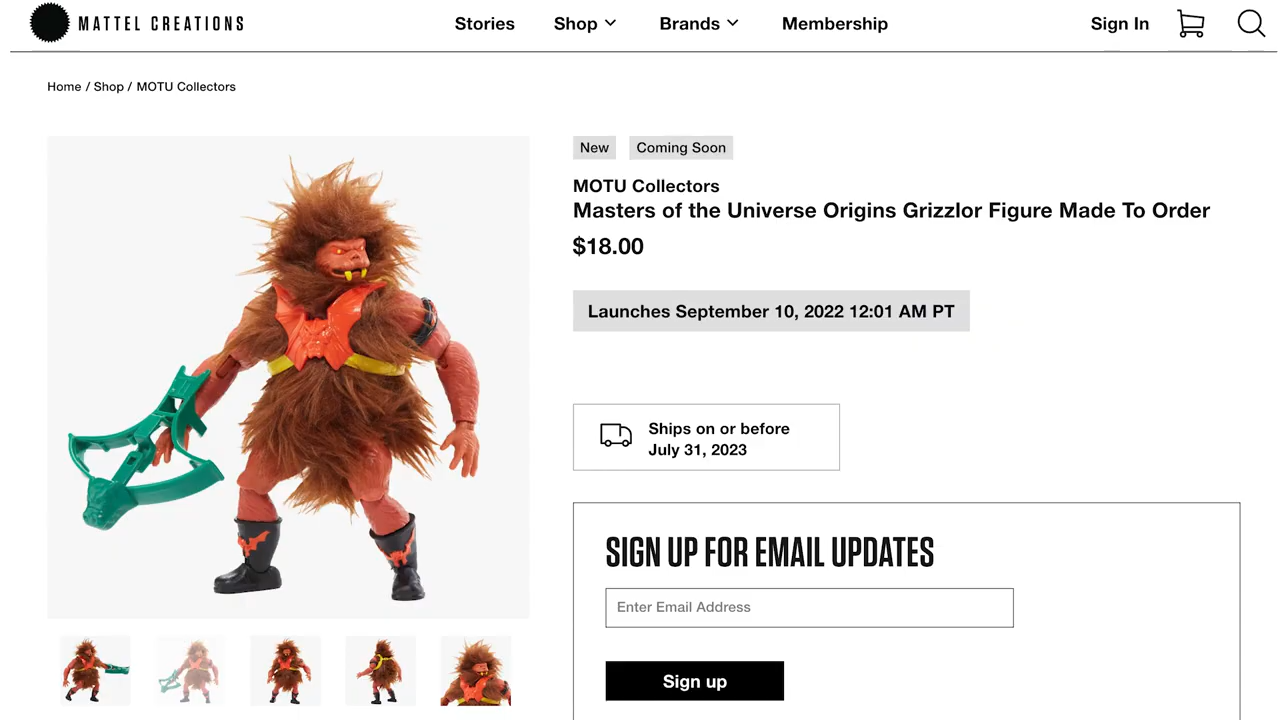 MATTEL CREATIONS
Stories Shop Brands Membership Sign In
Home / Shop / MOTU Collectors
New Coming Soon
MOTU Collectors
Masters of the Universe Origins Grizzlor Figure Made To Order
$18.00
Launches September 10, 2022 12:01 AM PT
Ships on or before
July 31, 2023
SIGN UP FOR EMAIL UPDATES
Enter Email Address
Sign up